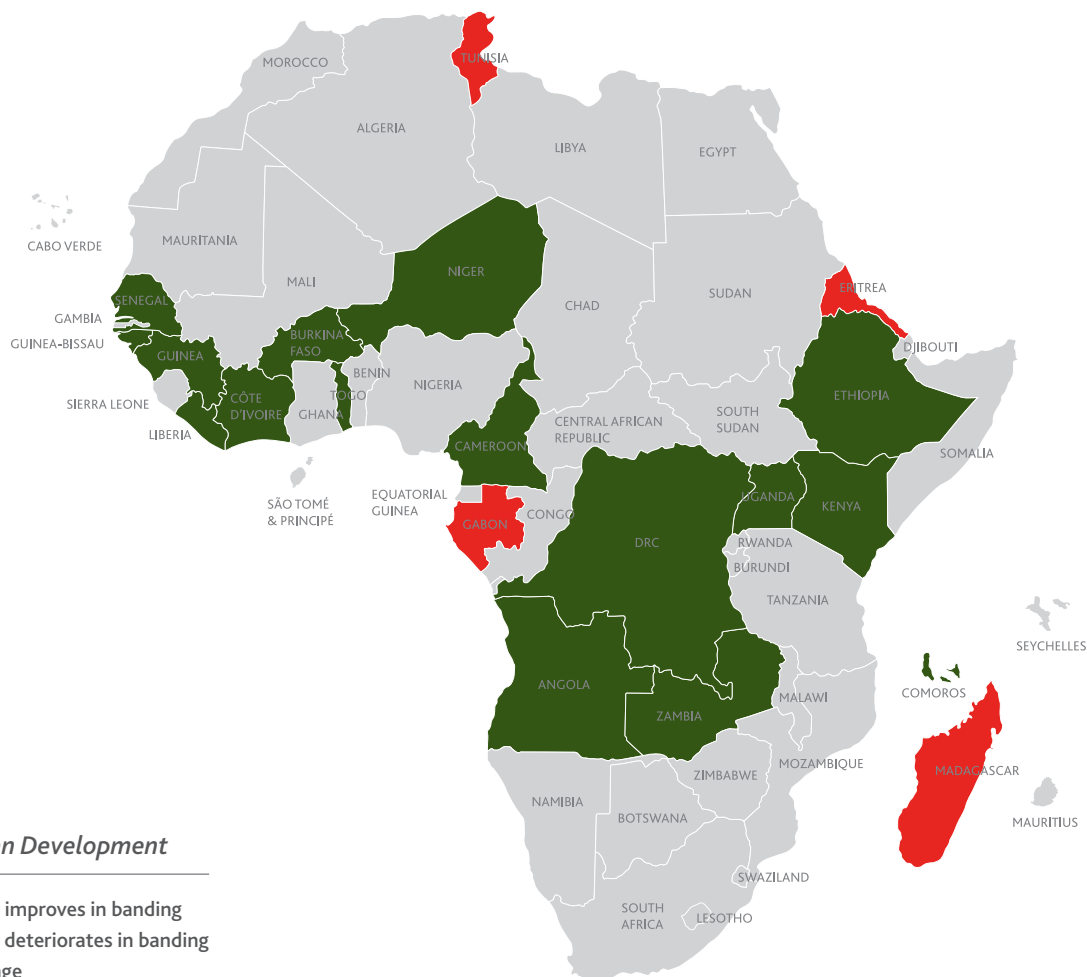 TUNISIA
MOROCCO
ALGERIA
LIBYA
EGYPT
CABO VERDE
MAURITANIA
MALI
NIGER
CHAD
SUDAN
ERITREA
SENEGAL
GAMBIA
GUINEA-BISSAU
GUINEA
BURKINA
FASO
BENIN
NIGERIA
DJIBOUTI
SIERRA LEONE
CÔTE
D'IVOIRE
GHANA
TOGO
LIBERIA
CAMEROON
CENTRAL AFRICAN
REPUBLIC
SOUTH
SUDAN
ETHIOPIA
SOMALIA
SÃO TOMÉ
& PRINCIPÉ
EQUATORIAL
GUINEA
GABON
CONGO
DRC
UGANDA
KENYA
RWANDA
BURUNDI
TANZANIA
SEYCHELLES
COMOROS
ANGOLA
ZAMBIA
MALAWI
MOZAMBIQUE
MADAGASCAR
MAURITIUS
ZIMBABWE
NAMIBIA
BOTSWANA
SWAZILAND
SOUTH
AFRICA
LESOTHO
Development
improves in banding
deteriorates in banding